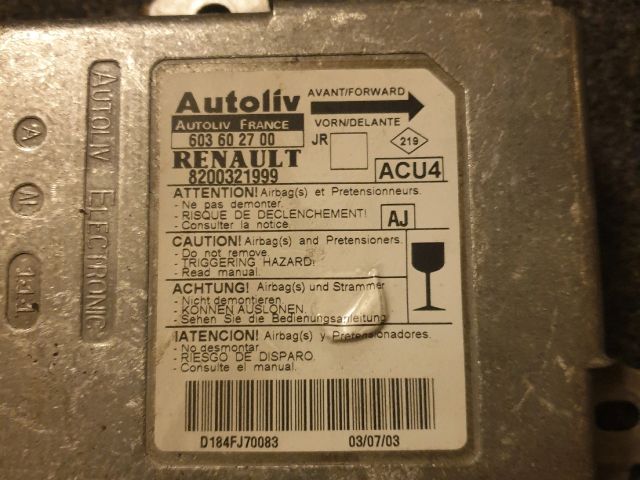 AUTOLIV ELECTRONIC
A
N
Autoliv
AUTOLIV FRANCE
603 60 27 00
RENAULT
8200321999
AVANT/FORWARD
VORN/DELANTE
JR
219
ACU4
ATTENTION! Airbag(s) et Pretensionneurs.
- Ne pas demonter.
- RISQUE DE DECLENCHEMENT!
- Consulter la notice.
AJ
CAUTION! Airbag(s) and Pretensioners.
- Do not remove
- TRIGGERING HAZARD!
- Read manual.
ACHTUNG! Airbag(s) und Strammer
- Nicht demontieren
- KÖNNEN AUSLÖNEN.
- Sehen Sie die Bedienungsanleitung
!ATENCION! Airbag(s) y Pretensionadores.
- No desmontar
- RIESGO DE DISPARO.
- Consulte el manual.
D184FJ70083
03/07/03